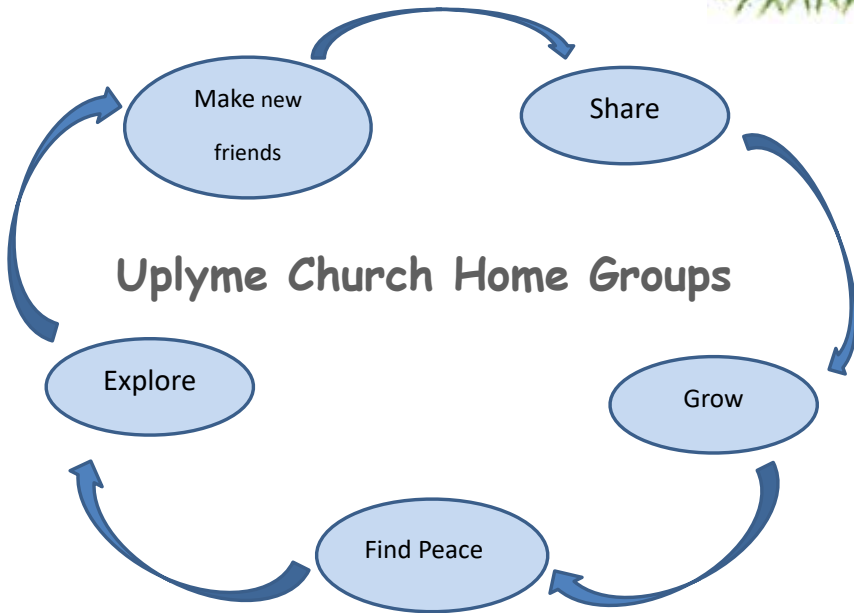 Make new
friends
Share
Uplyme Church Home Groups
Explore
Grow
Find Peace